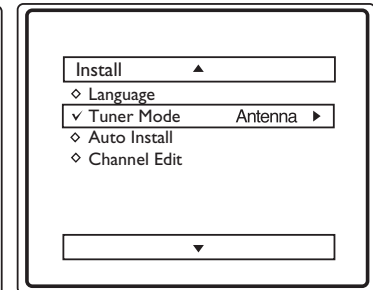 Install
Language
Tuner Mode Antenna
Auto Install
Channel Edit